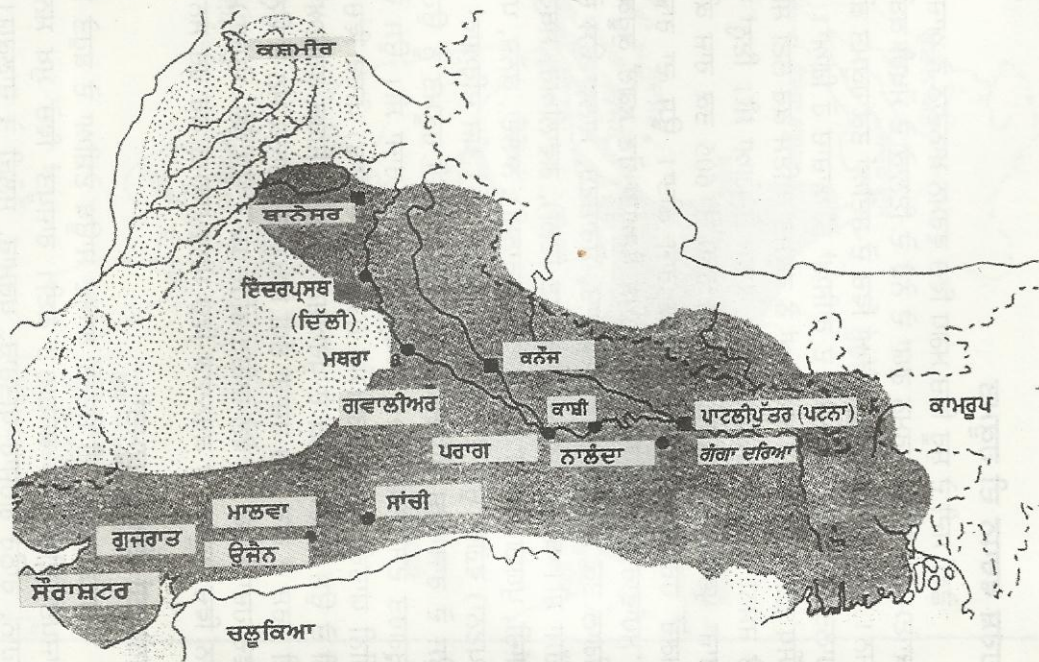 ਕਸ਼ਮੀਰ
ਥਾਨੇਸਰ
ਇੰਦਰਪ੍ਰਸਥ
(ਦਿੱਲੀ)
ਮਥਰਾ
ਕਨੌਜ
ਗਵਾਲੀਅਰ
ਕਾਸ਼ੀ
ਪਾਟਲੀਪੁੱਤਰ (ਪਟਨਾ)
ਕਾਮਰੂਪ
ਪਰਾਗ
ਨਾਲੰਦਾ
ਗੰਗਾ ਦਰਿਆ
ਸਾਂਚੀ
ਮਾਲਵਾ
ਗੁਜਰਾਤ
ਉਜੈਨ
ਸੌਰਾਸ਼ਟਰ
ਚਲੂਕਿਆ